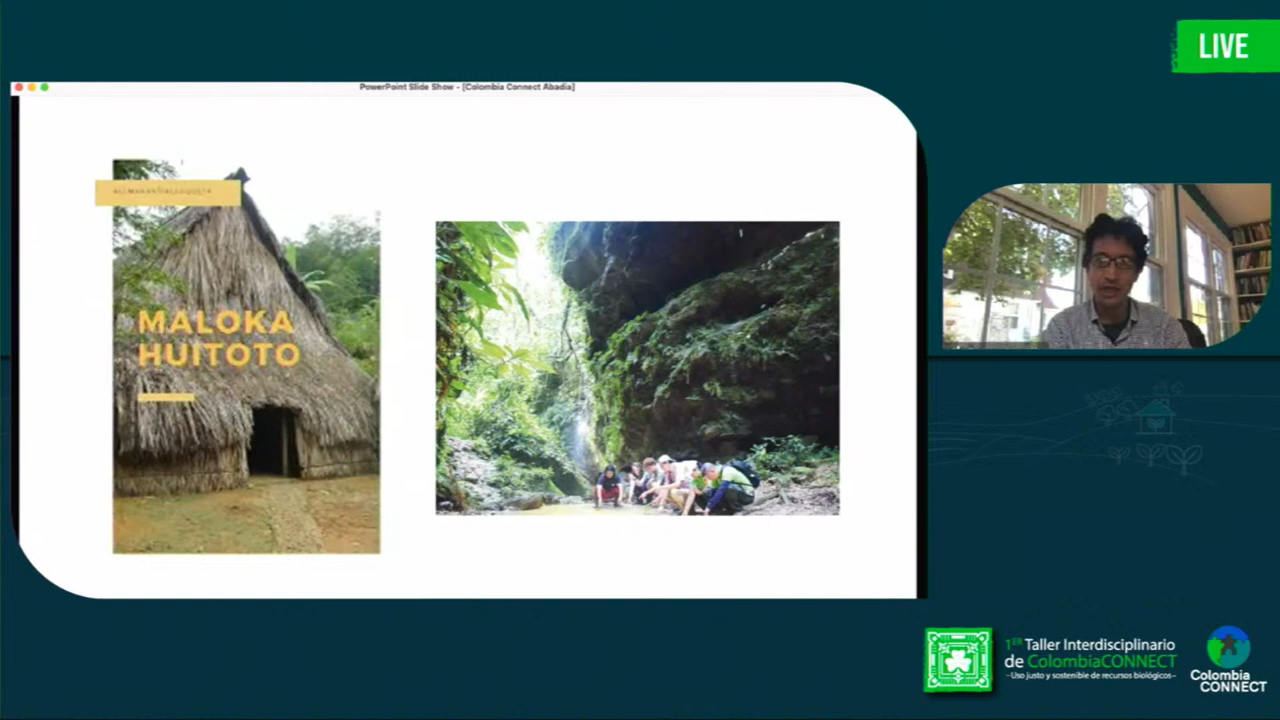 LIVE
PowerPoint Slide Show - [Colombia Connect Abadia]
MALOKA
HUITOTO
1ER Taller Interdisciplinario
de ColombiaCONNECT
-Uso justo y sostenible de recursos biológicos-
Colombia
CONNECT